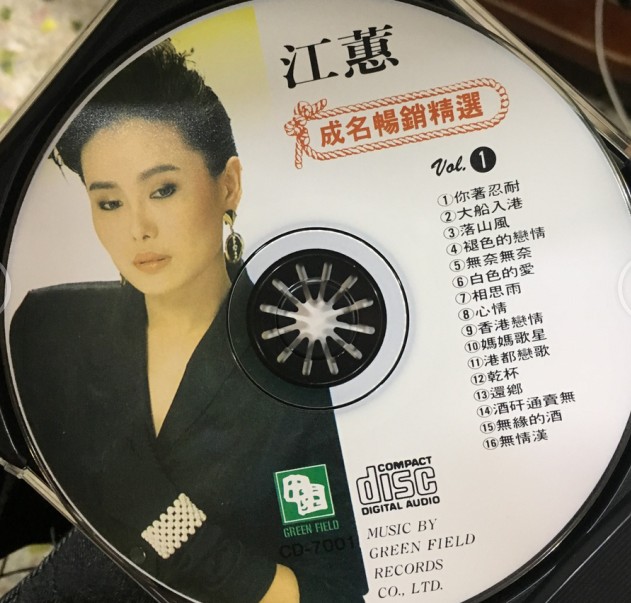 江蕙
成名暢銷精選
Vol. 1
①你著忍耐
②大船入港
③落山風
④褪色的戀情
⑤無奈無奈
⑥白色的愛
⑦相思雨
⑧心情
⑨香港戀情
⑩媽媽歌星
⑪港都戀歌
⑫乾杯
⑬還鄉
⑭酒矸通賣無
⑮無緣的酒
⑯無情漢
GREEN FIELD
CD-7001
COMPACT
disc
DIGITAL AUDIO
MUSIC BY
GREEN FIELD
RECORDS
CO., LTD.